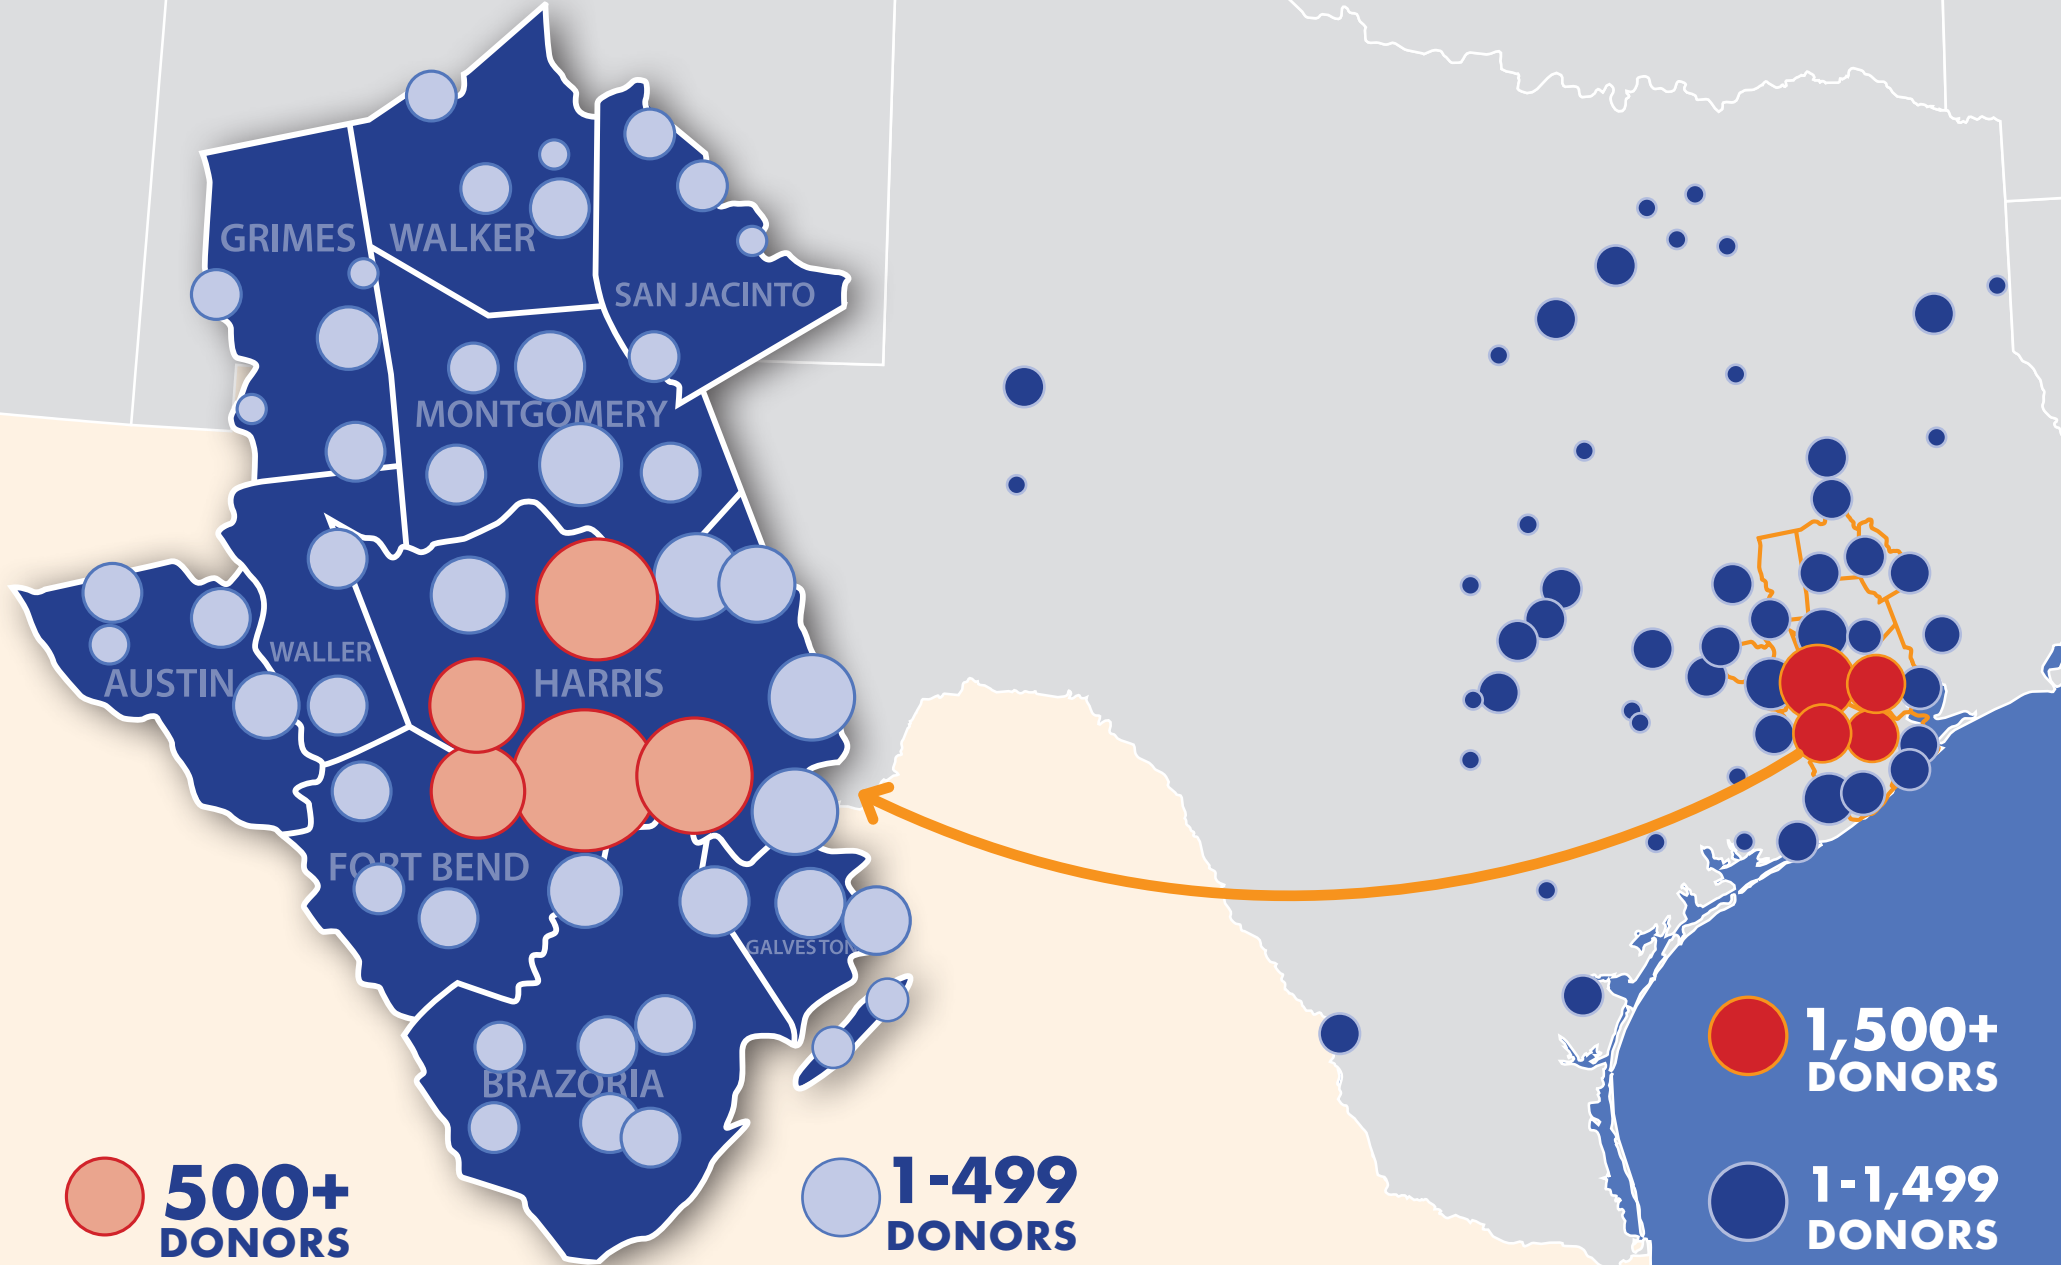 GRIMES
WALKER
SAN JACINTO
MONTGOMERY
WALLER
AUSTIN
HARRIS
FORT BEND
GALVESTON
BRAZORIA
500+
DONORS
1-499
DONORS
1,500+
DONORS
1-1,499
DONORS